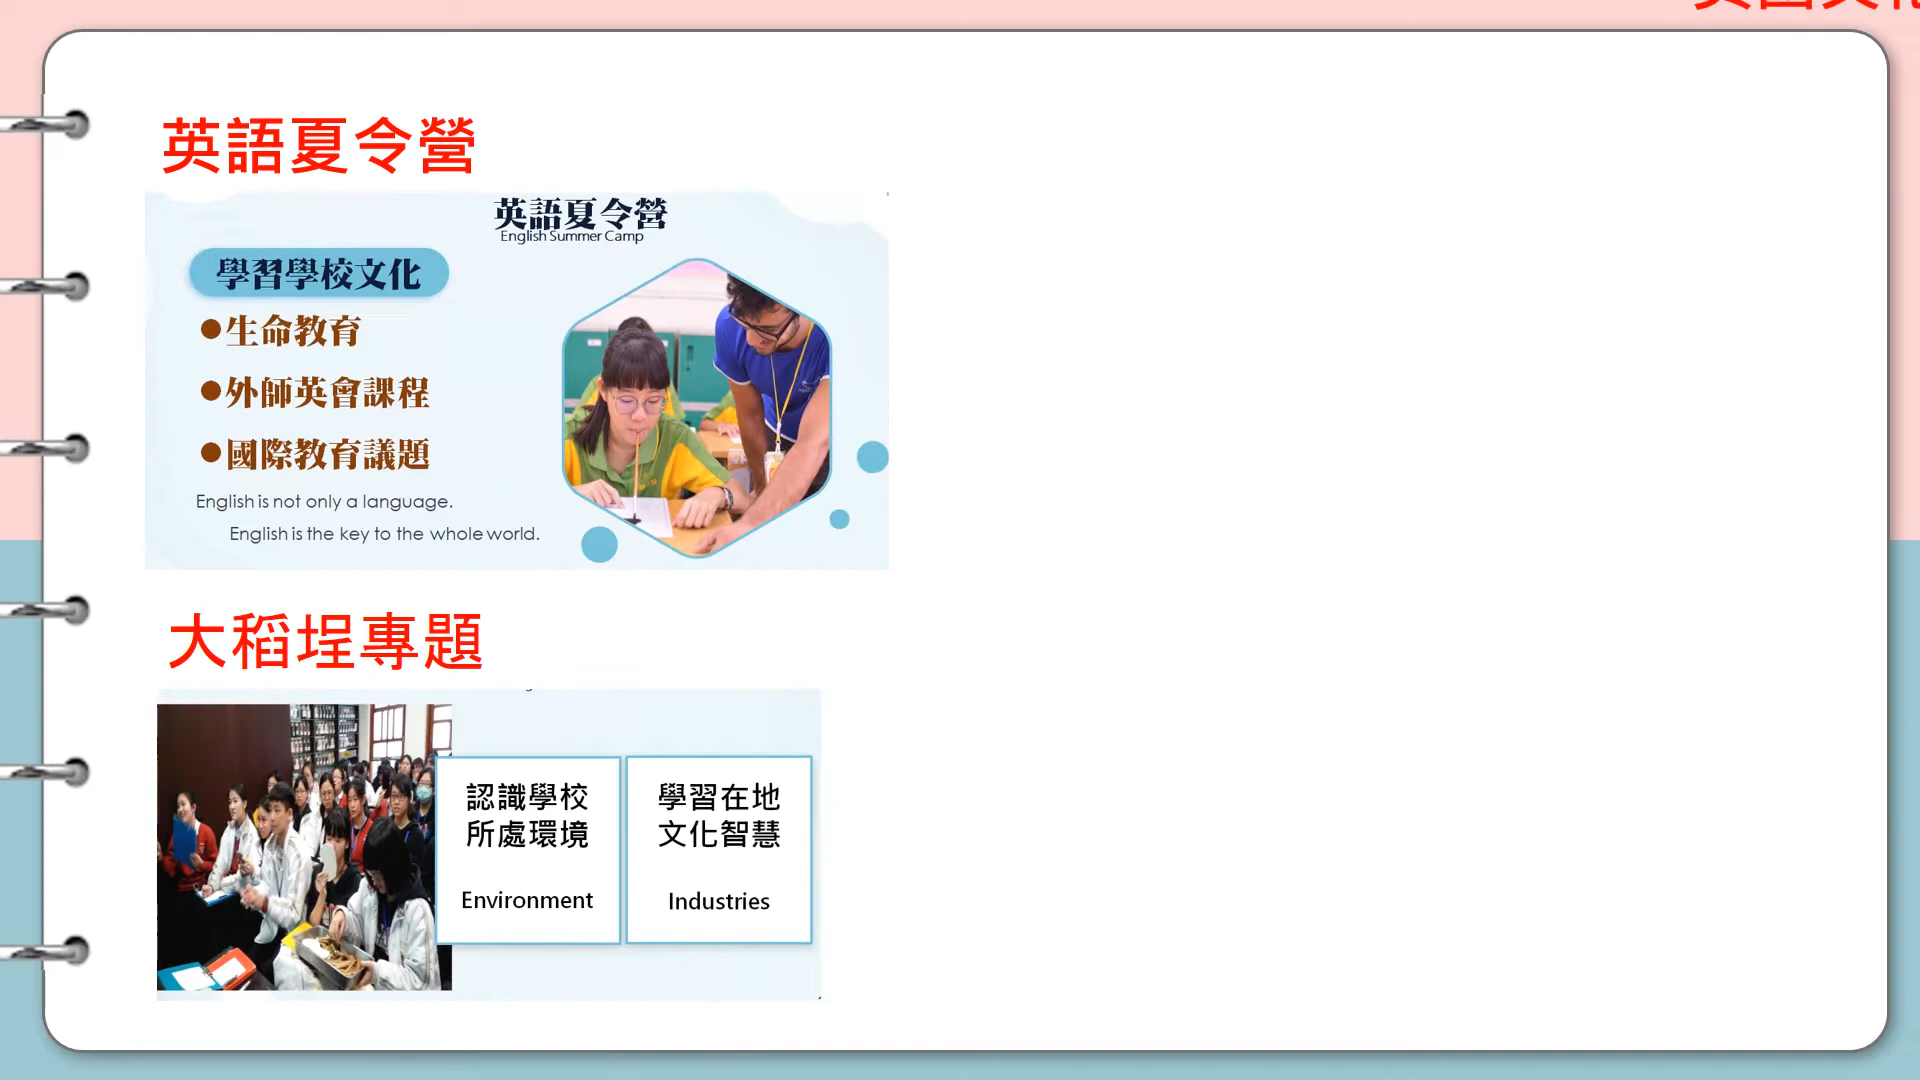 英語夏令營
英語夏令營
English Summer Camp
學習學校文化
●生命教育
●外師英會課程
●國際教育議題
English is not only a language.
English is the key to the whole world.
大稻埕專題
認識學校
所處環境
Environment
學習在地
文化智慧
Industries